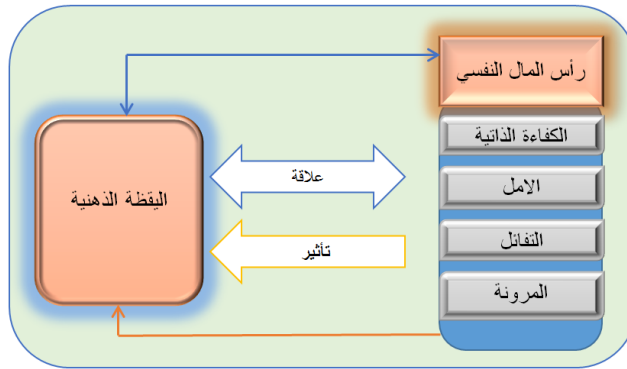 رأس المال النفسي
الكفاءة الذاتية
الامل
التفائل
المرونة
علاقة
تأثير
اليقظة الذهنية